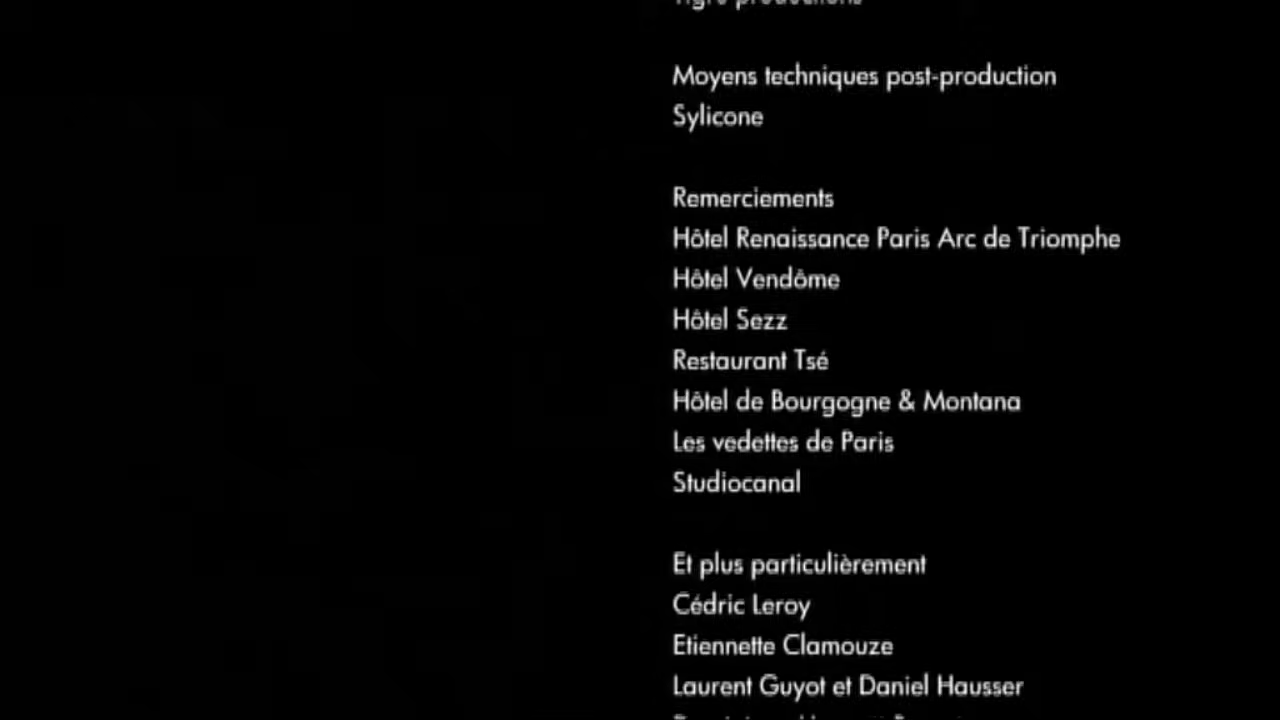 Tigre productions
Moyens techniques post-production
Sylicone
Remerciements
Hôtel Renaissance Paris Arc de Triomphe
Hôtel Vendôme
Hôtel Sezz
Restaurant Tsé
Hôtel de Bourgogne & Montana
Les vedettes de Paris
Studiocanal
Et plus particulièrement
Cédric Leroy
Etiennette Clamouze
Laurent Guyot et Daniel Hausser